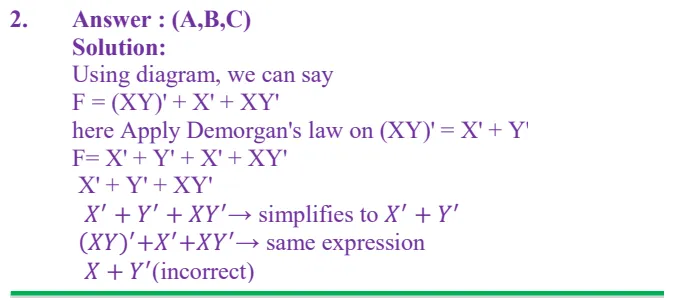 2. Answer : (A,B,C)
Solution:
Using diagram, we can say
F = (XY)' + X' + XY'
here Apply Demorgan's law on (XY)' = X' + Y'
F= X' + Y' + X' + XY'
X' + Y' + XY'
𝑋′ + 𝑌′ + 𝑋𝑌′→ simplifies to 𝑋′ + 𝑌′
(𝑋𝑌)′+𝑋′+𝑋𝑌′→ same expression
𝑋 + 𝑌′(incorrect)